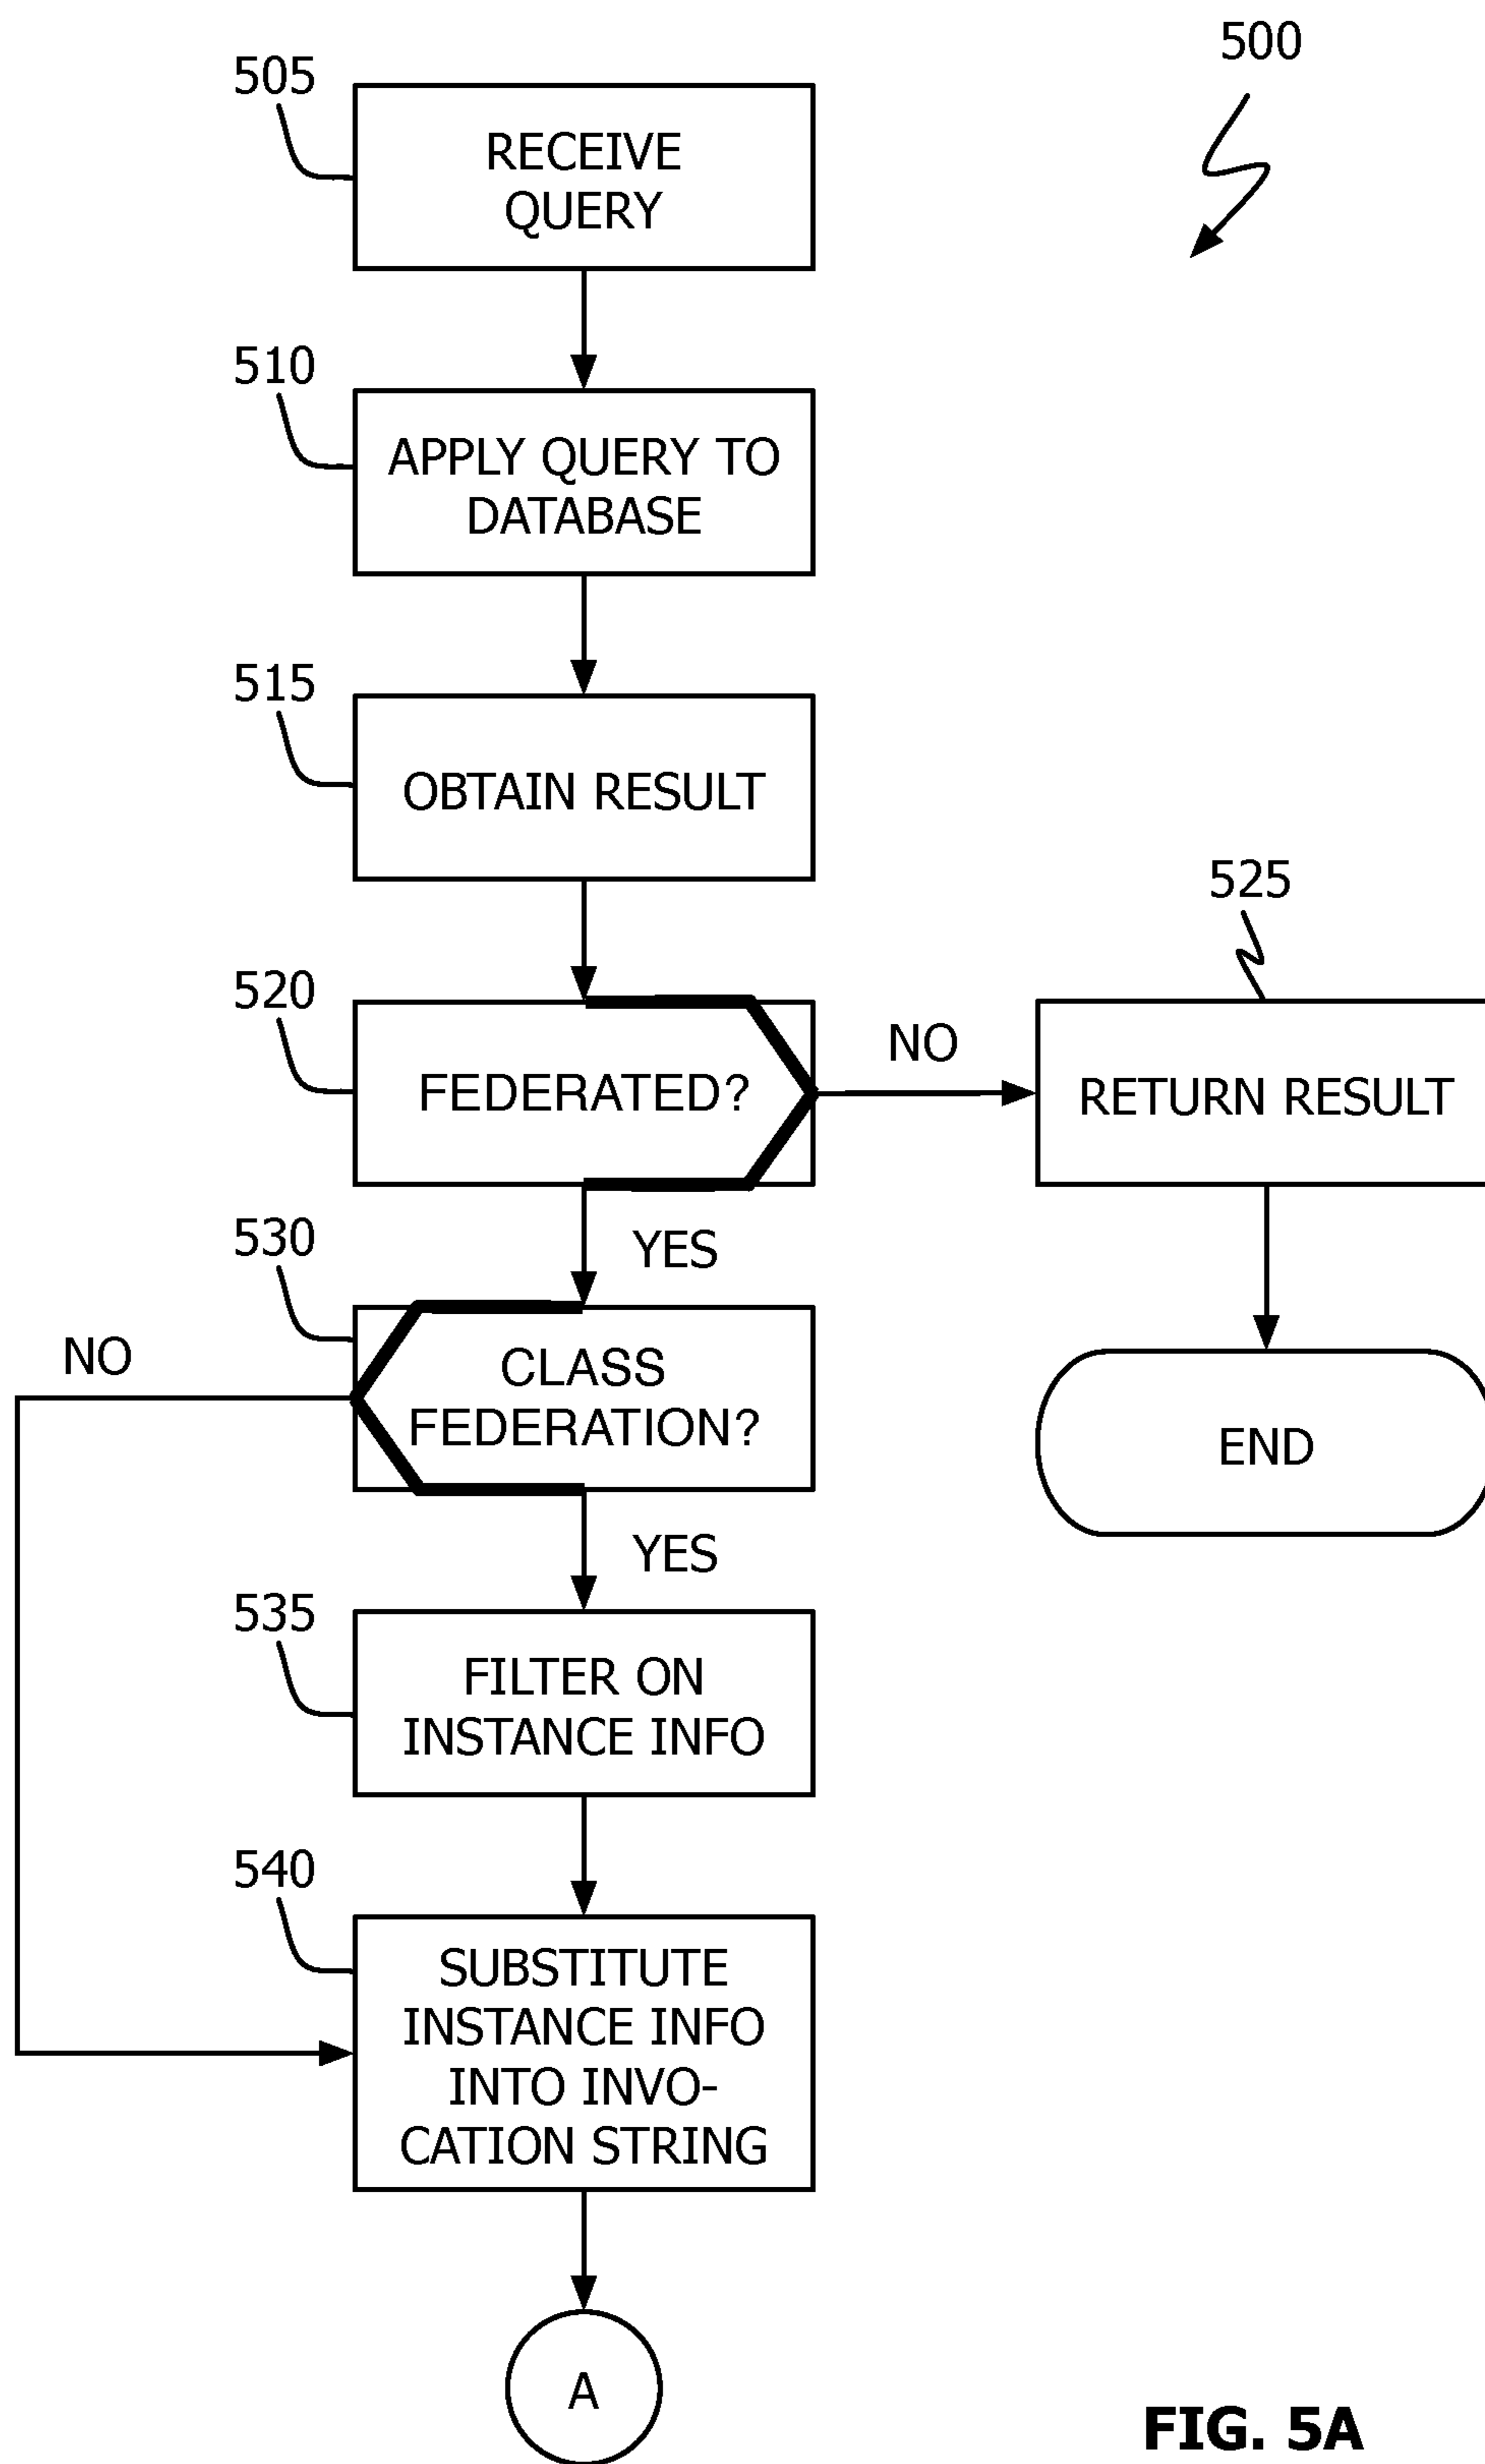 500
505
RECEIVE
QUERY
510
APPLY QUERY TO
DATABASE
515
OBTAIN RESULT
525
520
FEDERATED?
NO
RETURN RESULT
YES
530
NO
CLASS
FEDERATION?
END
YES
535
FILTER ON
INSTANCE INFO
540
SUBSTITUTE
INSTANCE INFO
INTO INVO-
CATION STRING
A
FIG. 5A